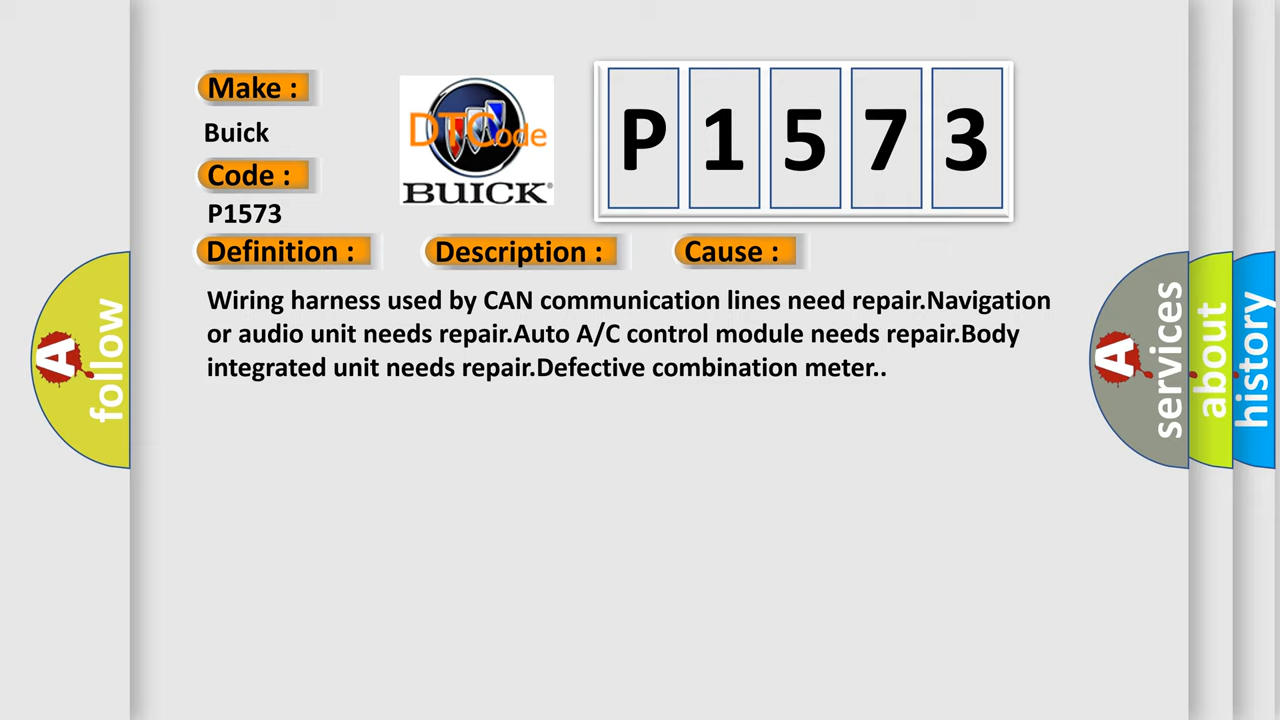 Make :
Buick
Code :
P1573
DTCode
BUICK
P 1 5 7 3
Definition :
Description :
Cause :
Wiring harness used by CAN communication lines need repair.Navigation
or audio unit needs repair.Auto A/C control module needs repair.Body
integrated unit needs repair.Defective combination meter..
A
follow
A
services
about
history